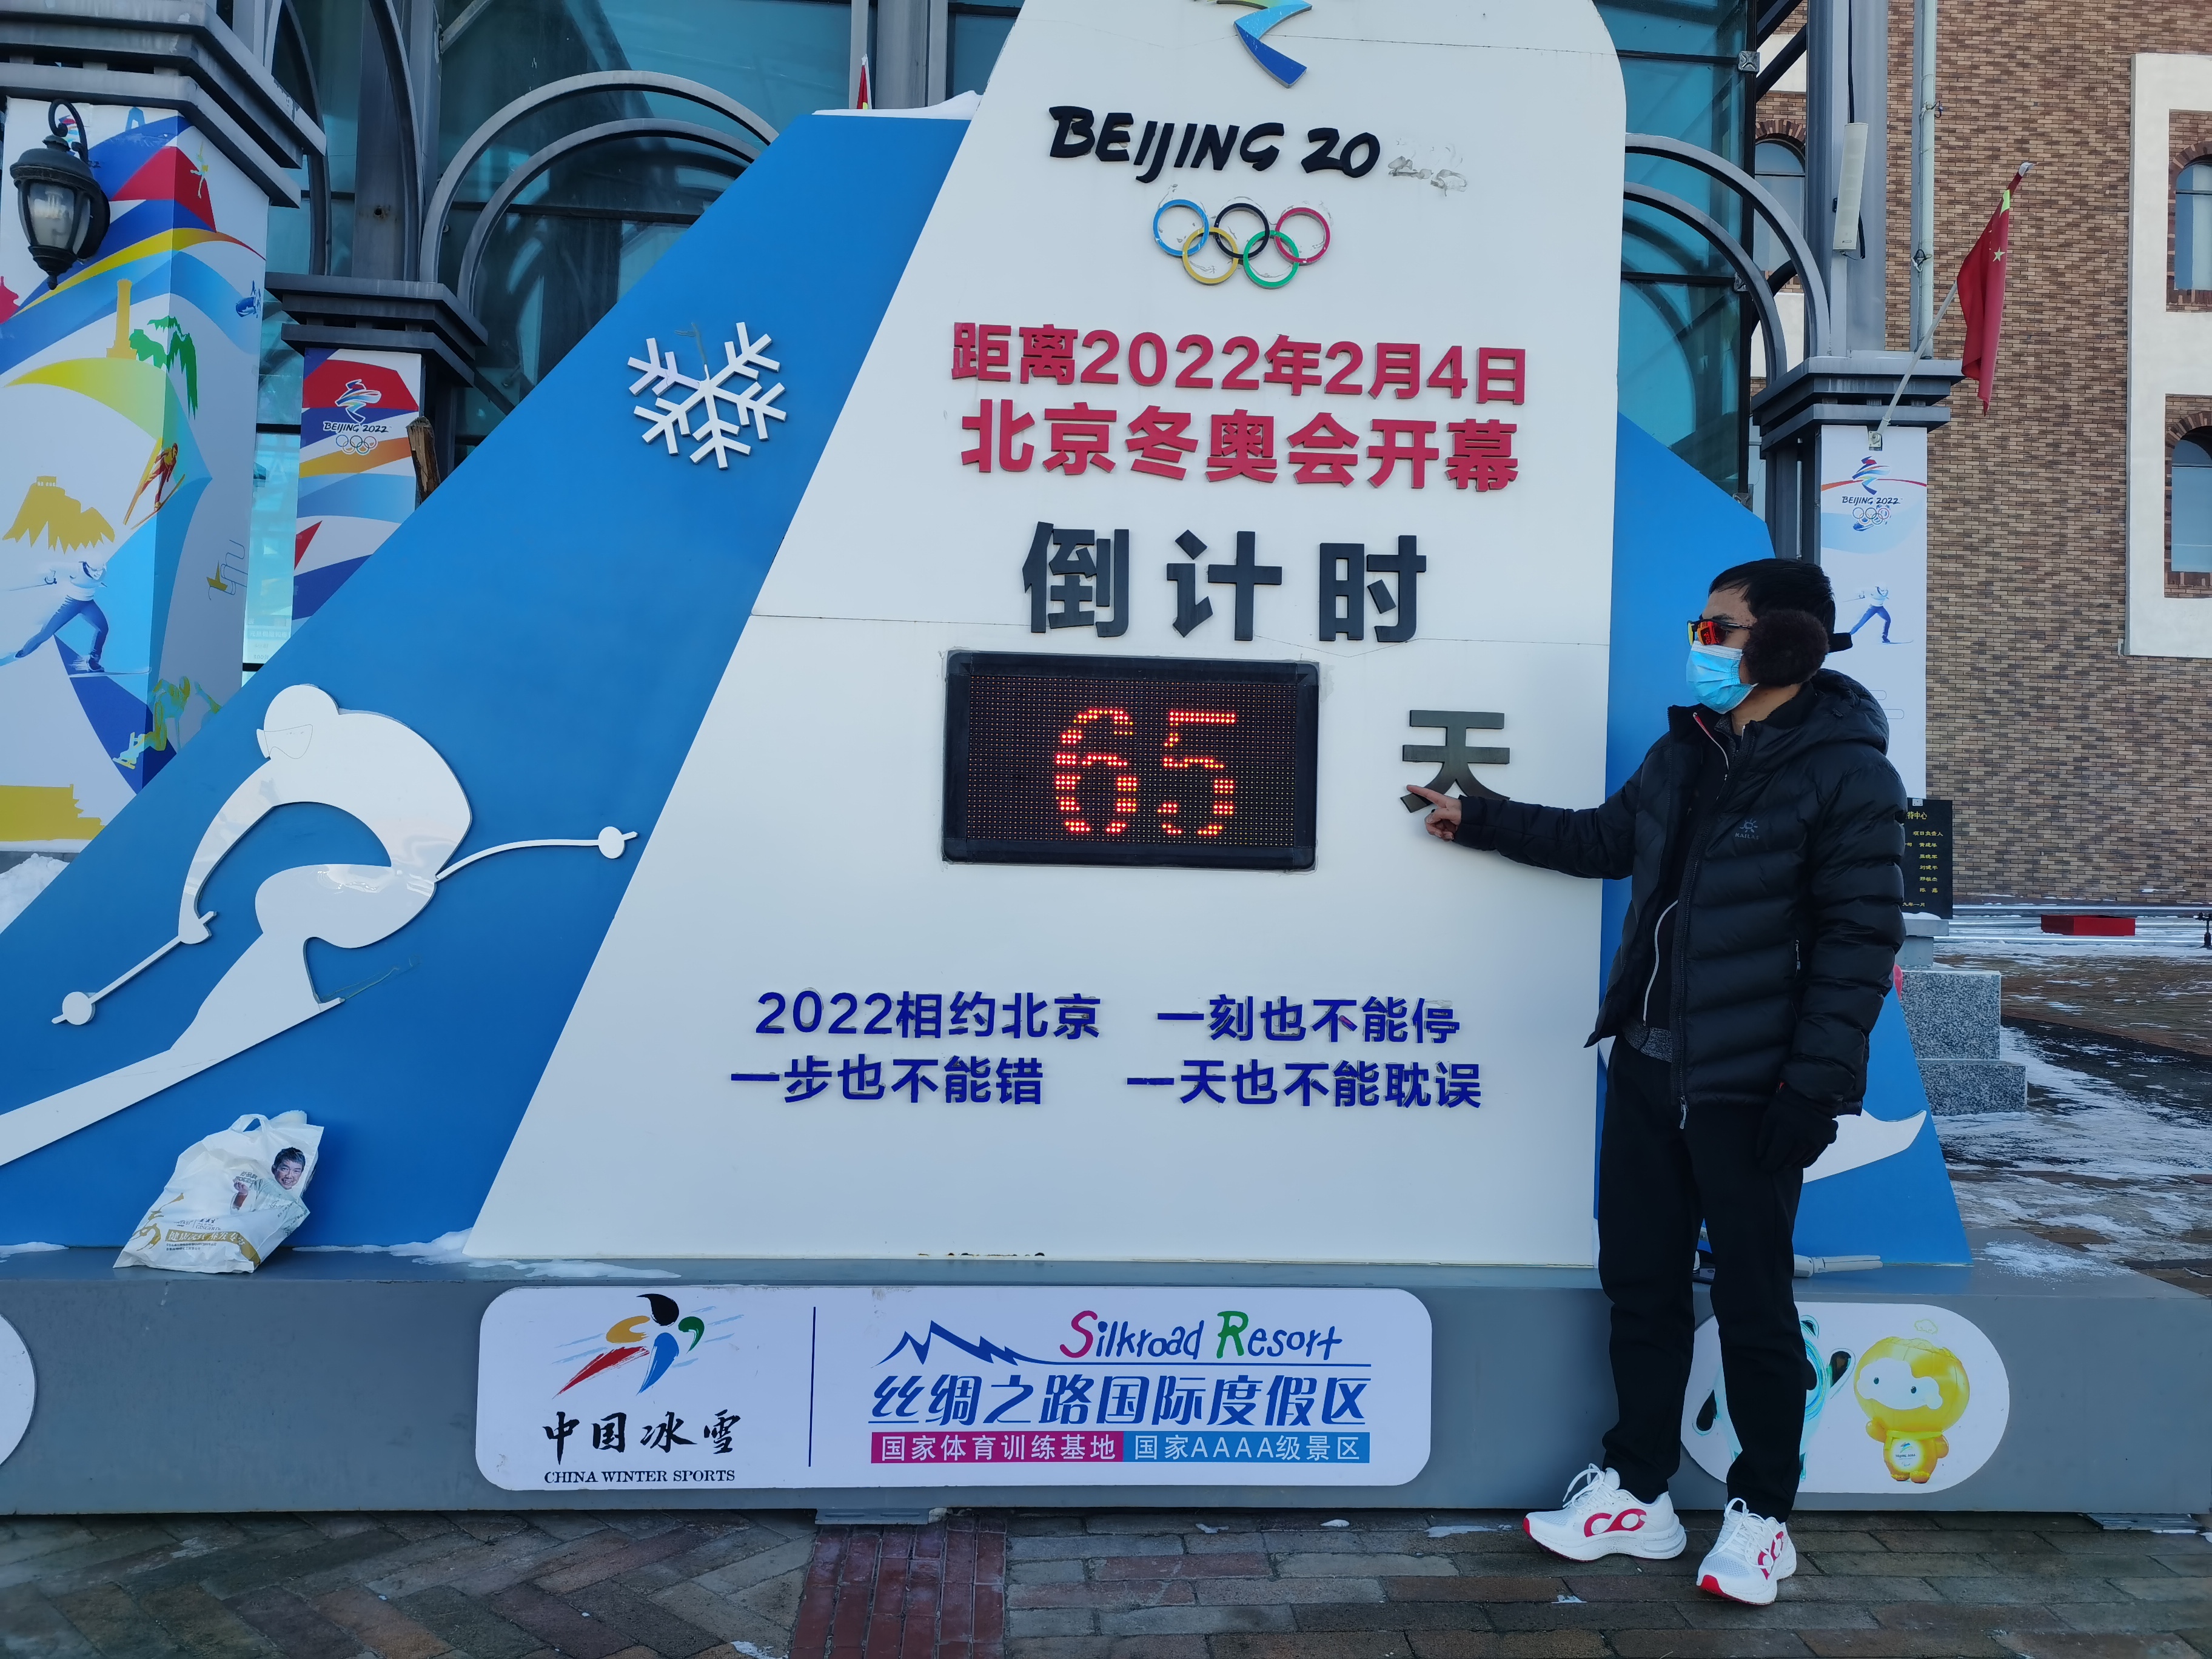 BEIJING 20
距离2022年2月4日
北京冬奥会开幕
倒计时
65 天
2022相约北京 一刻也不能停
一步也不能错 一天也不能耽误
中国冰雪
CHINA WINTER SPORTS
Silkroad Resort
丝绸之路国际度假区
国家体育训练基地 国家AAAA级景区
BEIJING 2022
BEIJING 2022
KAILAS